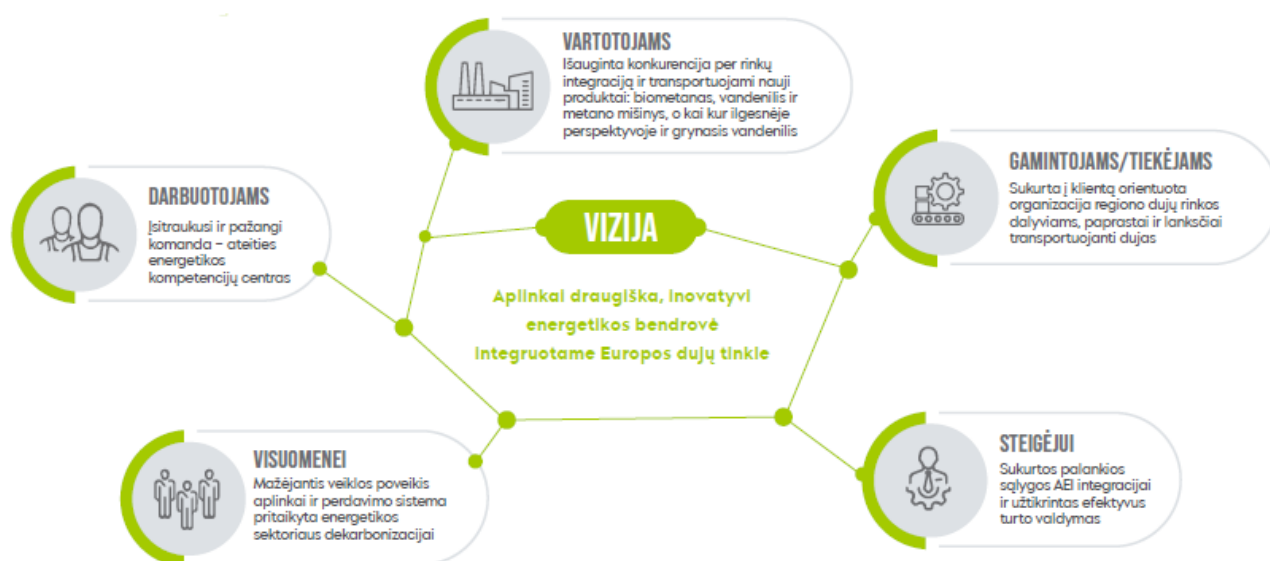 VARTOTOJAMS
Išauginta konkurencija per rinkų
integraciją ir transportuojami nauji
produktai: biometanas, vandenilis ir
metano mišinys, o kai kur ilgesnėje
perspektyvoje ir grynasis vandenilis
GAMINTOJAMS/TIEKĖJAMS
Sukurta į klientą orientuota
organizacija regiono dujų rinkos
dalyviams, paprastai ir lanksčiai
transportuojanti dujas
DARBUOTOJAMS
Įsitraukusi ir pažangi
komanda – ateities
energetikos
kompetencijų centras
VIZIJA
Aplinkai draugiška, inovatyvi
energetikos bendrovė
integruotame Europos dujų tinkle
VISUOMENEI
Mažėjantis veiklos poveikis
aplinkai ir perdavimo sistema
pritaikyta energetikos
sektoriaus dekarbonizacijai
STEIGĖJUI
Sukurtos palankios
sąlygos AEI integracijai
ir užtikrintas efektyvus
turto valdymas